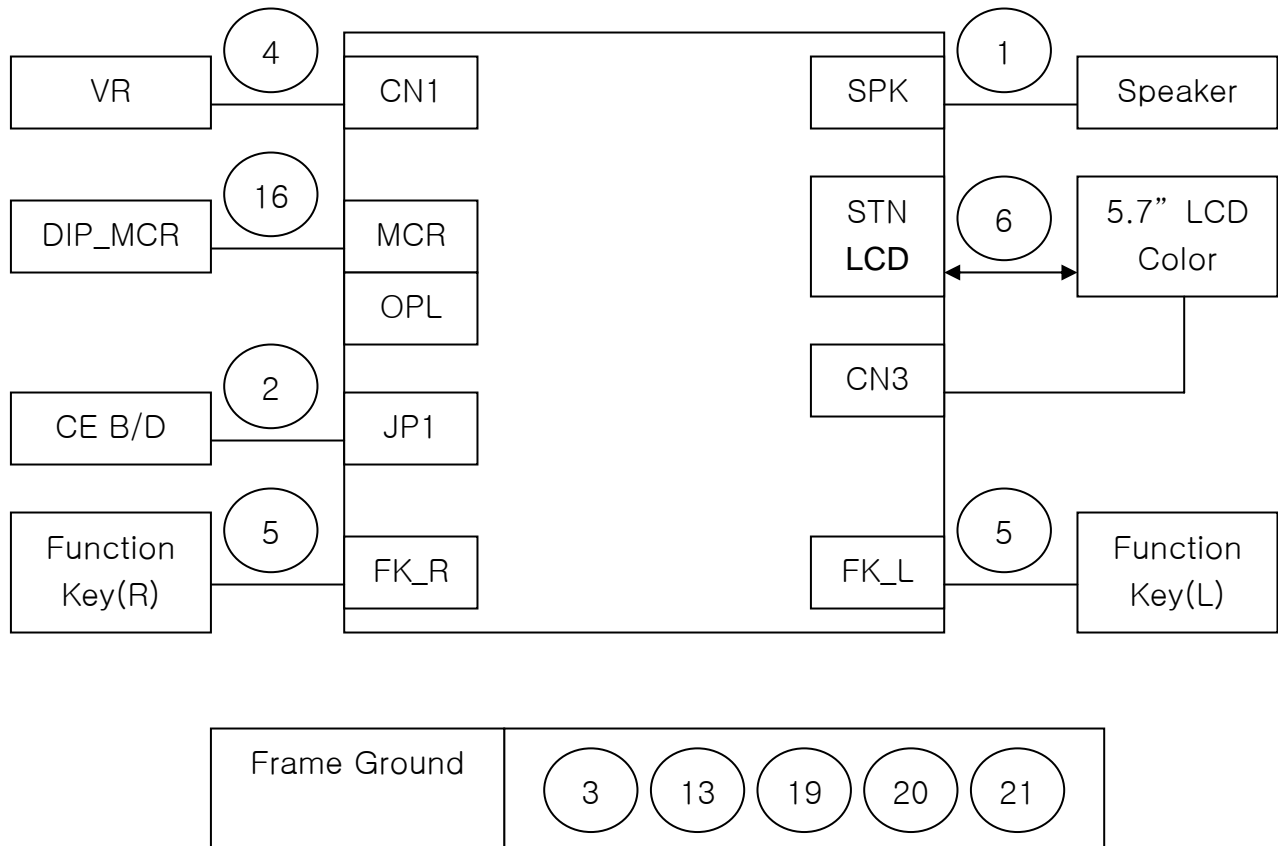 4
1
VR
CN1
SPK
Speaker
16
6
DIP_MCR
MCR
STN
LCD
5.7” LCD
Color
OPL
2
CN3
CE B/D
JP1
5
5
Function
Key(R)
FK_R
FK_L
Function
Key(L)
Frame Ground
3
13
19
20
21